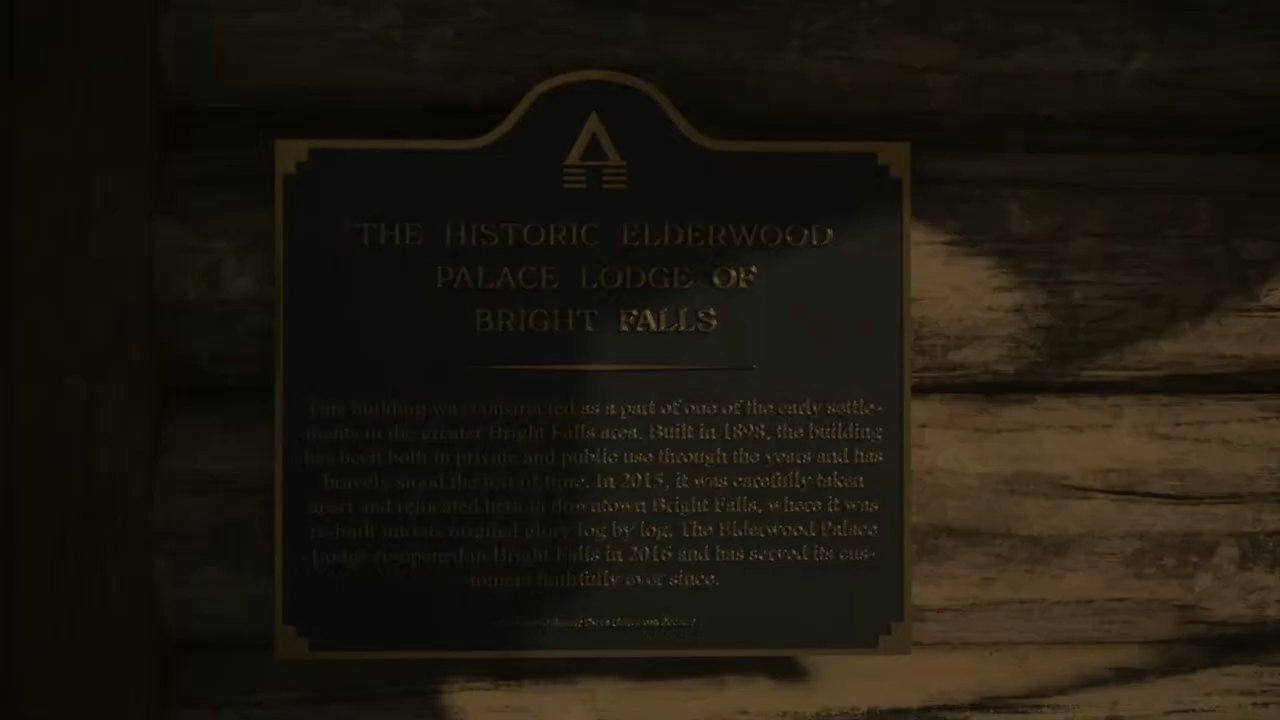 THE HISTORIC ELDERWOOD
PALACE LODGE OF
BRIGHT FALLS
This building was constructed as a part of one of the early settle-
ments in the greater Bright Falls area. Built in 1898, the building
has been both in private and public use through the years and has
bravely stood the test of time. In 2015, it was carefully taken
apart and relocated here in downtown Bright Falls, where it was
re-built into its original glory log by log. The Elderwood Palace
Lodge re-opened in Bright Falls in 2016 and has served its cus-
tomers faithfully ever since.